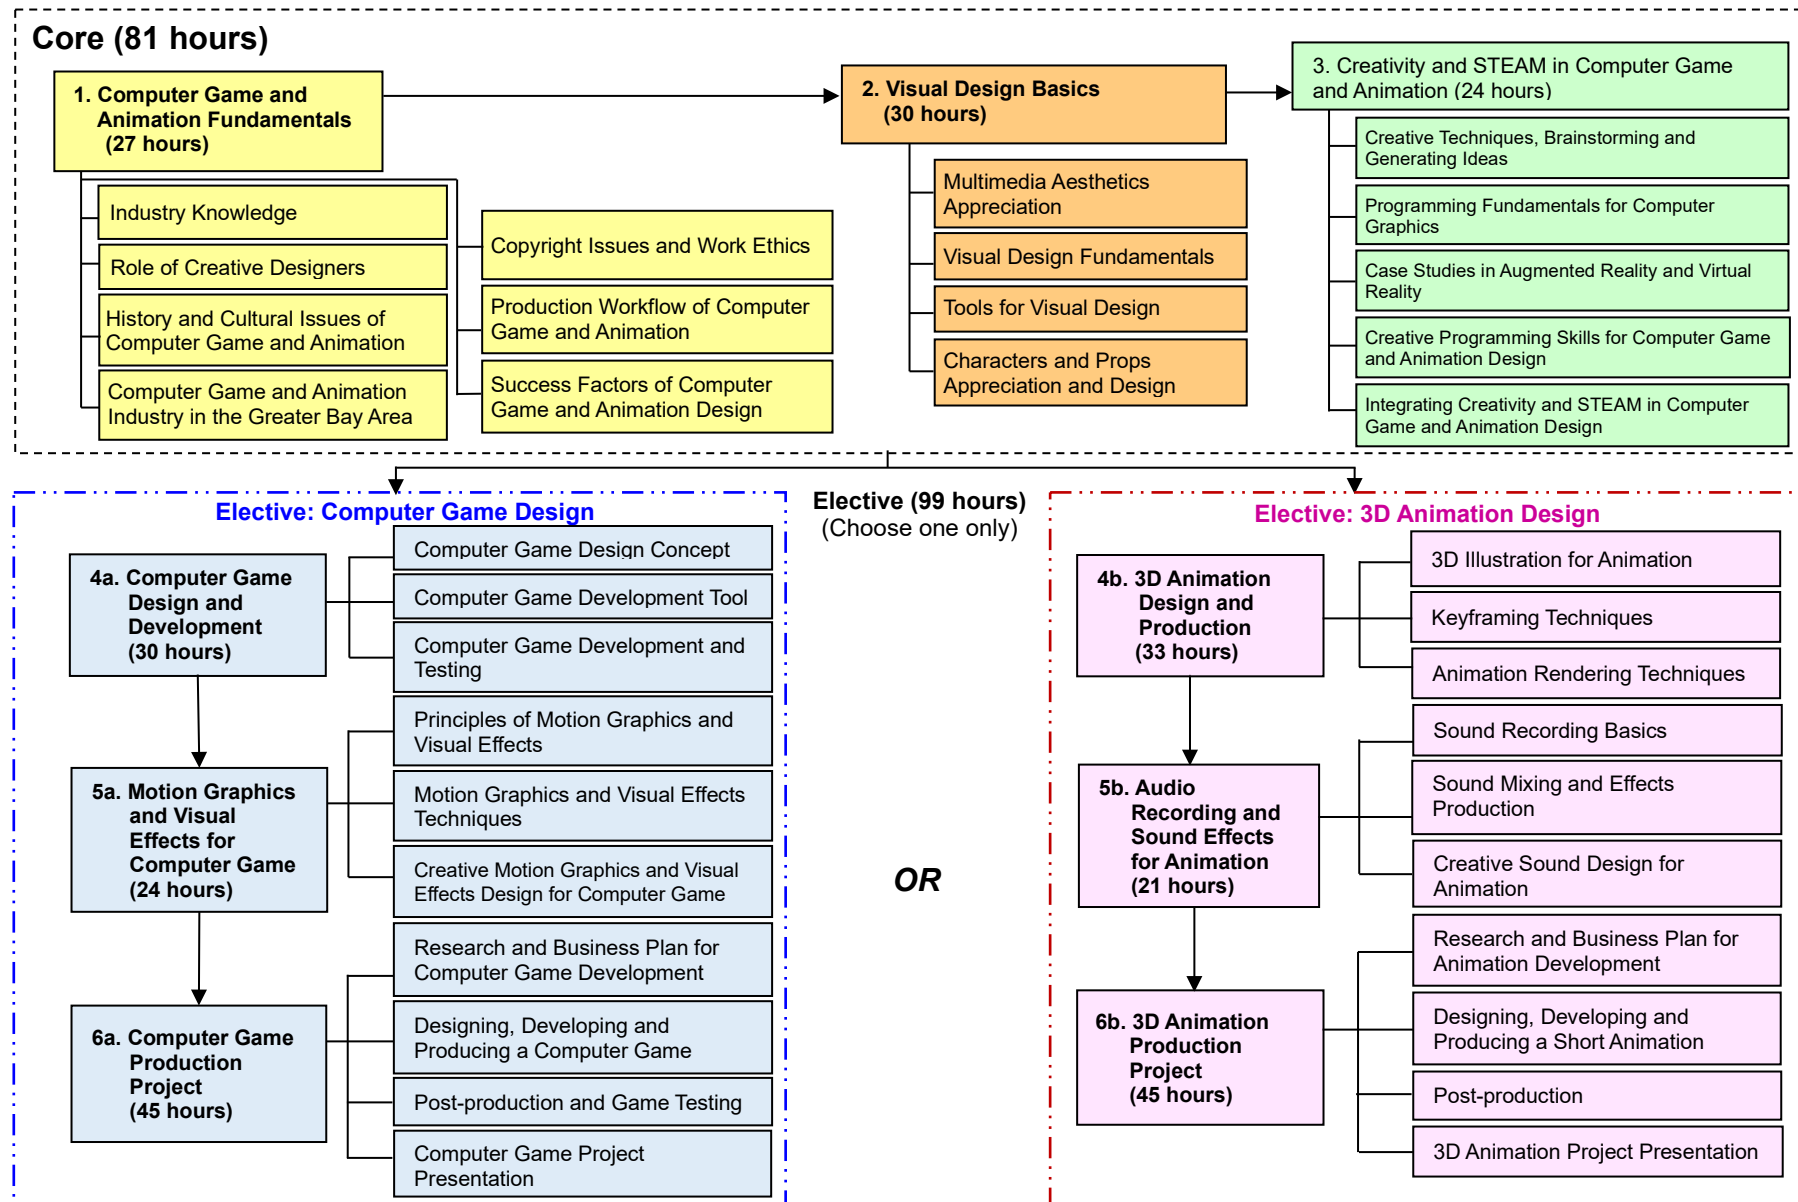 Core (81 hours)
1. Computer Game and
Animation Fundamentals
(27 hours)
Industry Knowledge
Role of Creative Designers
History and Cultural Issues of
Computer Game and Animation
Computer Game and Animation
Industry in the Greater Bay Area
Copyright Issues and Work Ethics
Production Workflow of Computer
Game and Animation
Success Factors of Computer
Game and Animation Design
2. Visual Design Basics
(30 hours)
Multimedia Aesthetics
Appreciation
Visual Design Fundamentals
Tools for Visual Design
Characters and Props
Appreciation and Design
3. Creativity and STEAM in Computer Game
and Animation (24 hours)
Creative Techniques, Brainstorming and
Generating Ideas
Programming Fundamentals for Computer
Graphics
Case Studies in Augmented Reality and Virtual
Reality
Creative Programming Skills for Computer Game
and Animation Design
Integrating Creativity and STEAM in Computer
Game and Animation Design
Elective (99 hours)
(Choose one only)
Elective: Computer Game Design
4a. Computer Game
Design and
Development
(30 hours)
Computer Game Design Concept
Computer Game Development Tool
Computer Game Development and
Testing
5a. Motion Graphics
and Visual
Effects for
Computer Game
(24 hours)
Principles of Motion Graphics and
Visual Effects
Motion Graphics and Visual Effects
Techniques
Creative Motion Graphics and Visual
Effects Design for Computer Game
6a. Computer Game
Production
Project
(45 hours)
Research and Business Plan for
Computer Game Development
Designing, Developing and
Producing a Computer Game
Post-production and Game Testing
Computer Game Project
Presentation
OR
Elective: 3D Animation Design
4b. 3D Animation
Design and
Production
(33 hours)
3D Illustration for Animation
Keyframing Techniques
Animation Rendering Techniques
5b. Audio
Recording and
Sound Effects
for Animation
(21 hours)
Sound Recording Basics
Sound Mixing and Effects
Production
Creative Sound Design for
Animation
6b. 3D Animation
Production
Project
(45 hours)
Research and Business Plan for
Animation Development
Designing, Developing and
Producing a Short Animation
Post-production
3D Animation Project Presentation